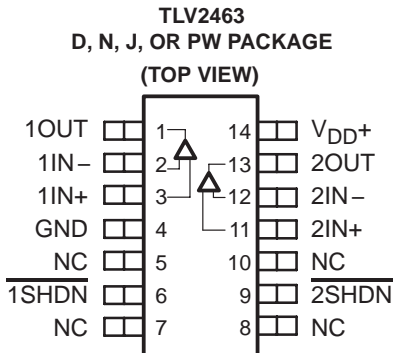 TLV2463
D, N, J, OR PW PACKAGE
(TOP VIEW)
1OUT 1 14 VDD+
1IN− 2 13 2OUT
1IN+ 3 12 2IN−
GND 4 11 2IN+
NC 5 10 NC
1SHDN 6 9 2SHDN
NC 7 8 NC